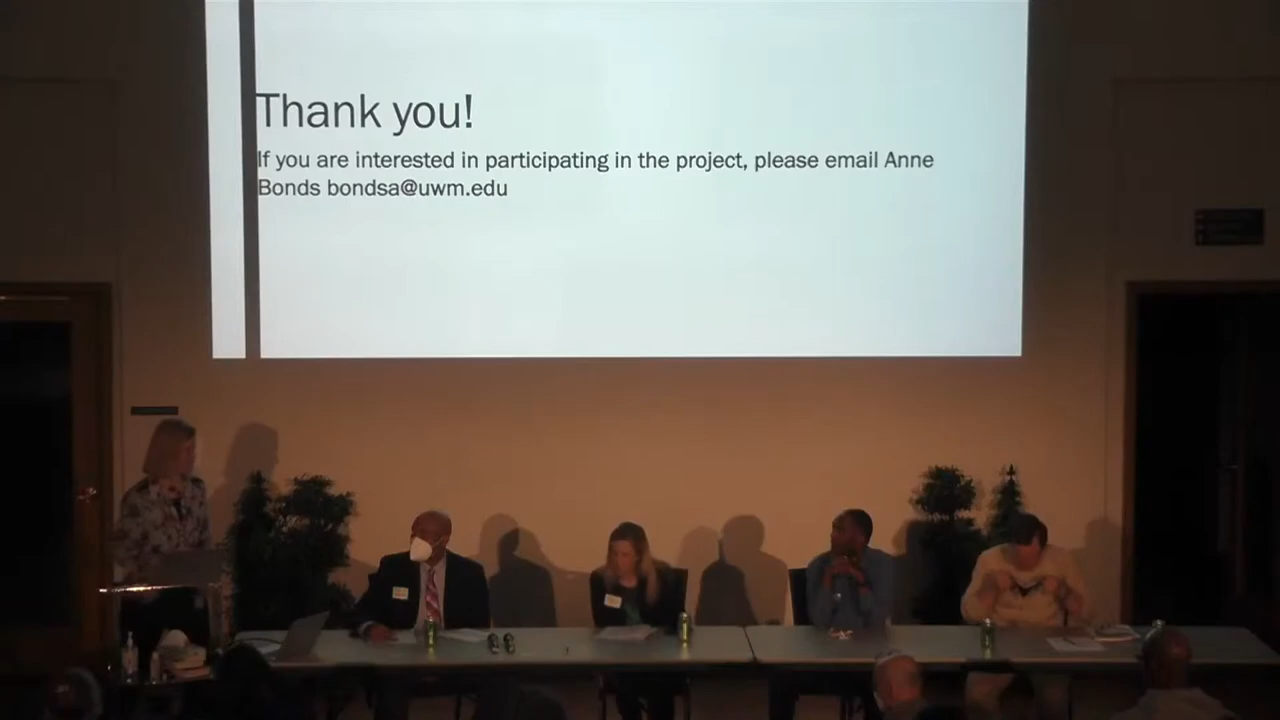 Thank you!
If you are interested in participating in the project, please email Anne
Bonds bondsa@uwm.edu